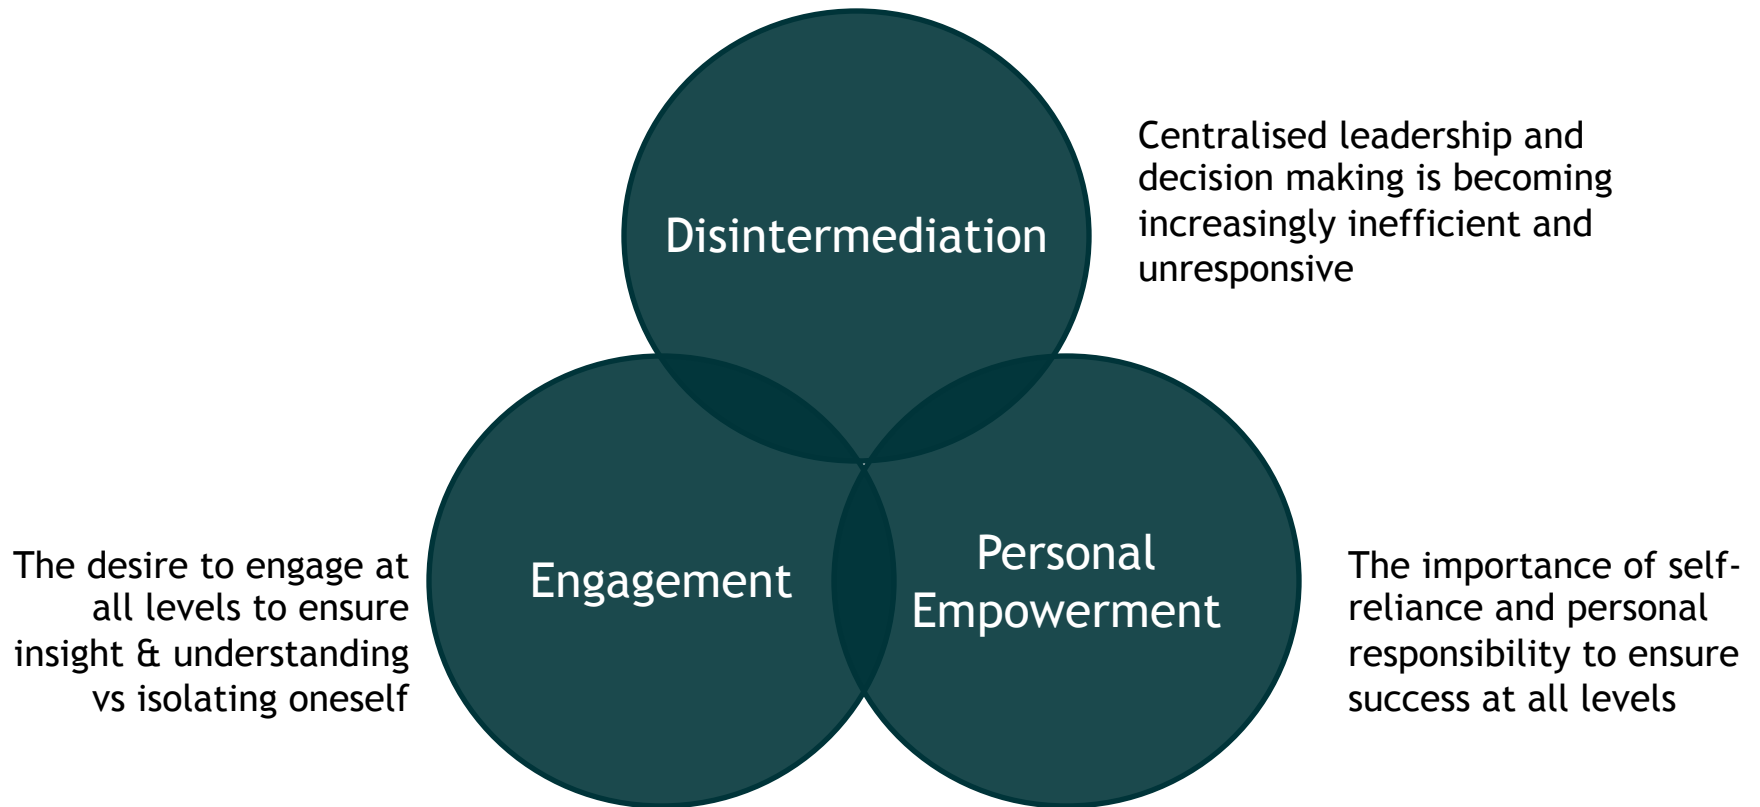 Disintermediation
Centralised leadership and
decision making is becoming
increasingly inefficient and
unresponsive
The desire to engage at
all levels to ensure
insight & understanding
vs isolating oneself
Engagement
Personal
Empowerment
The importance of self-
reliance and personal
responsibility to ensure
success at all levels